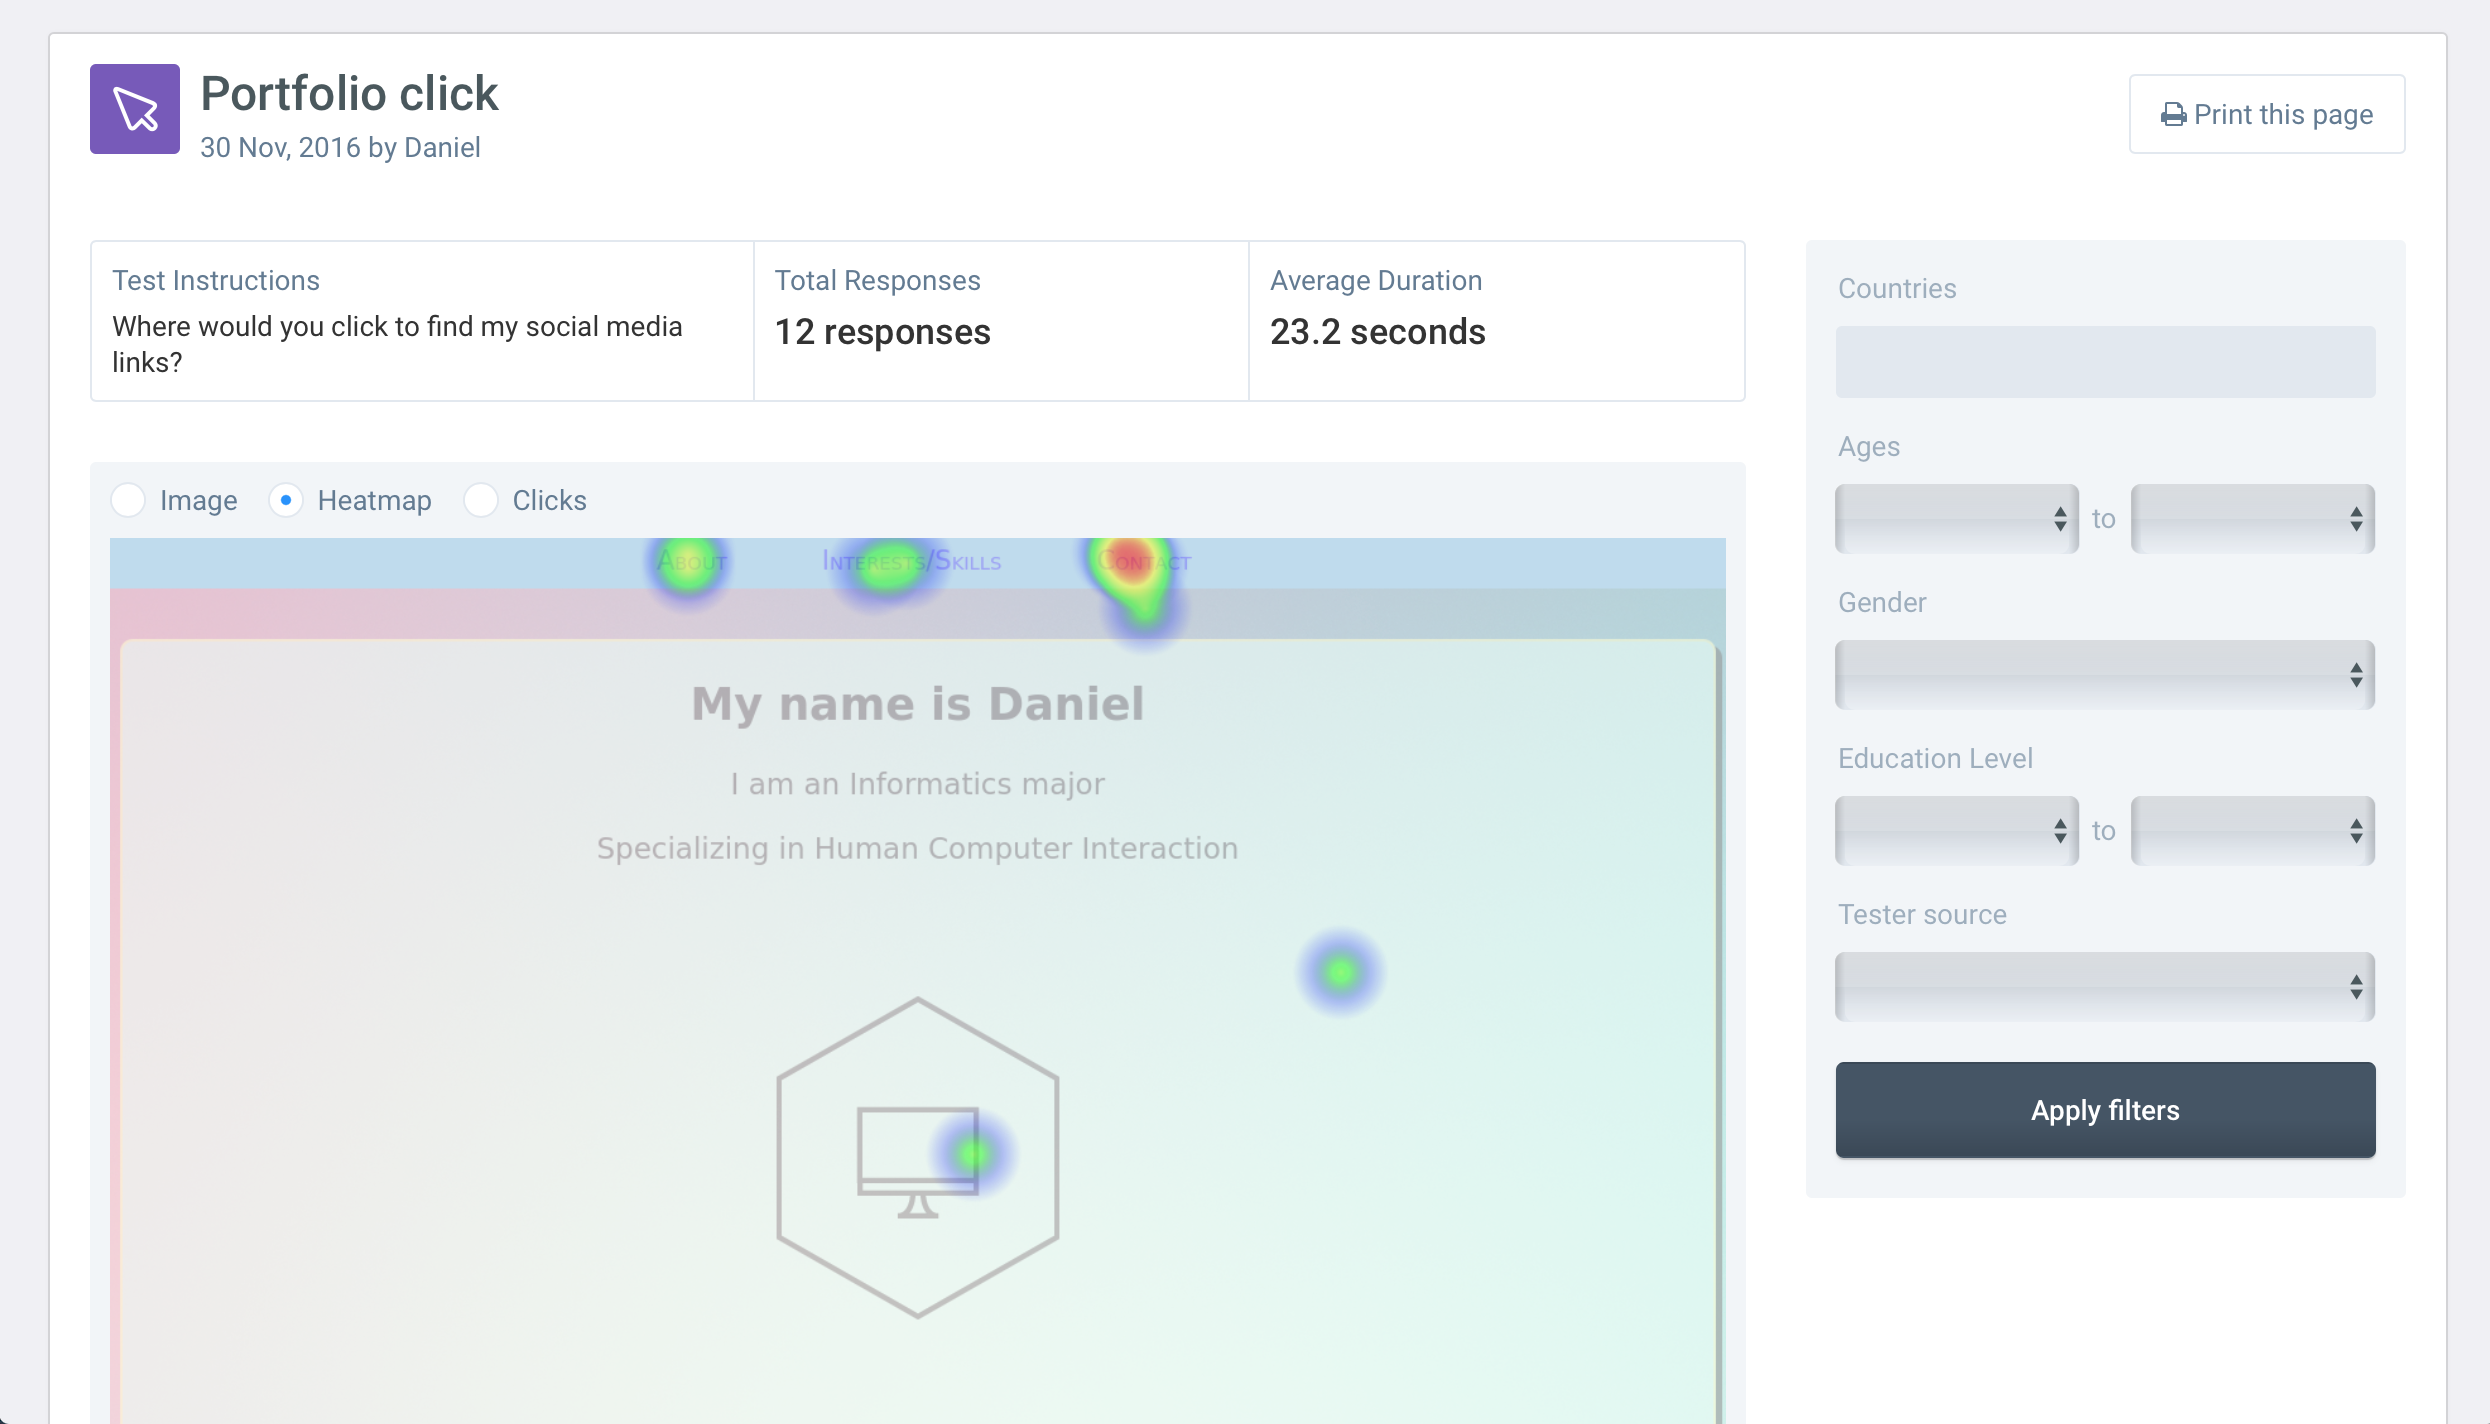 Portfolio click
30 Nov, 2016 by Daniel
Print this page
Test Instructions
Where would you click to find my social media
links?
Total Responses
12 responses
Average Duration
23.2 seconds
Image
Heatmap
Clicks
About
Interests/Skills
Contact
My name is Daniel
I am an Informatics major
Specializing in Human Computer Interaction
Countries
Ages
to
Gender
Education Level
to
Tester source
Apply filters